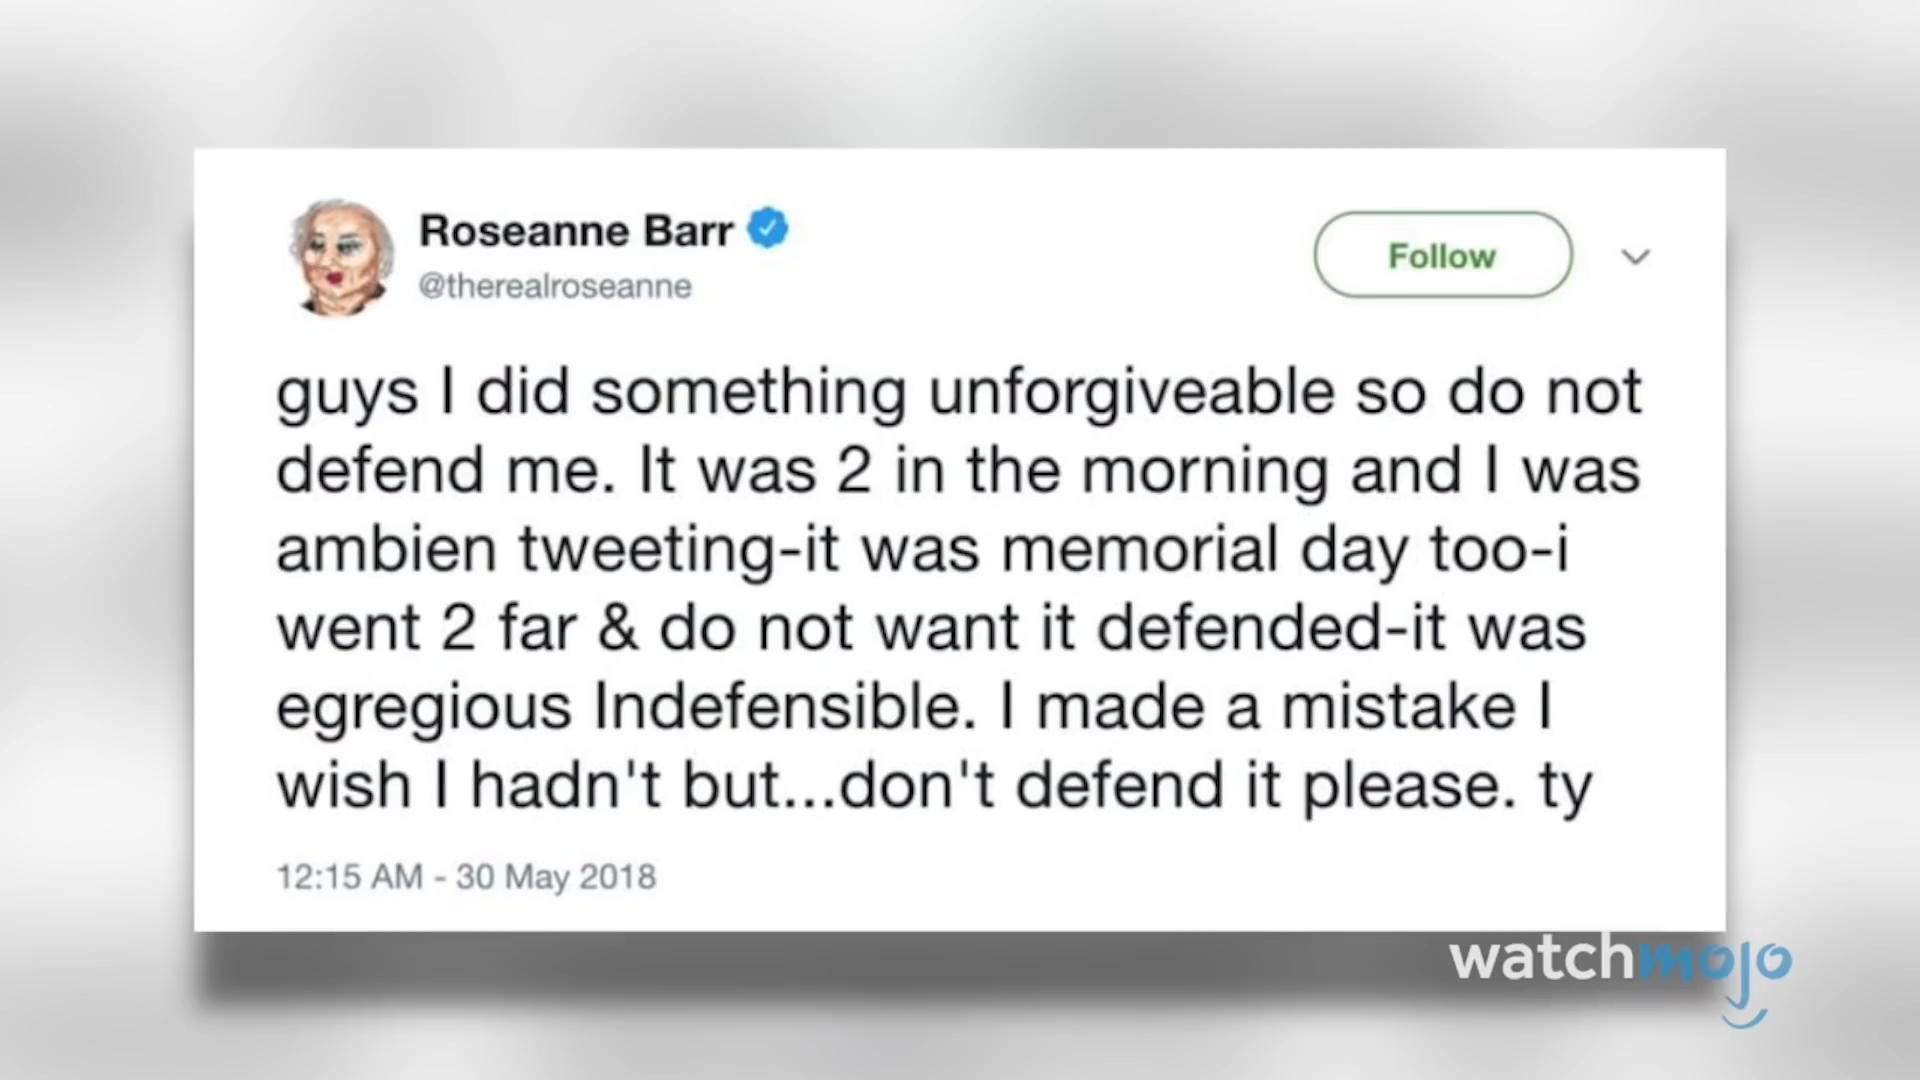 Roseanne Barr
@therealroseanne
Follow
guys I did something unforgiveable so do not
defend me. It was 2 in the morning and I was
ambien tweeting-it was memorial day too-i
went 2 far & do not want it defended-it was
egregious Indefensible. I made a mistake I
wish I hadn't but...don't defend it please. ty
12:15 AM - 30 May 2018
watchmojo